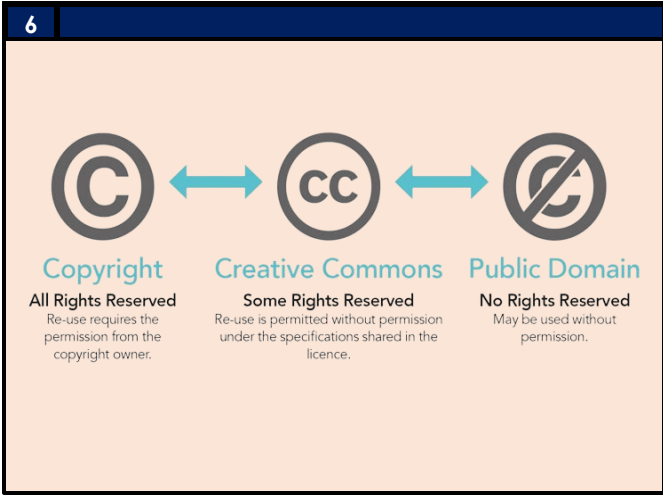 6
C
CC
C
Copyright
All Rights Reserved
Re-use requires the
permission from the
copyright owner.
Creative Commons
Some Rights Reserved
Re-use is permitted without permission
under the specifications shared in the
licence.
Public Domain
No Rights Reserved
May be used without
permission.